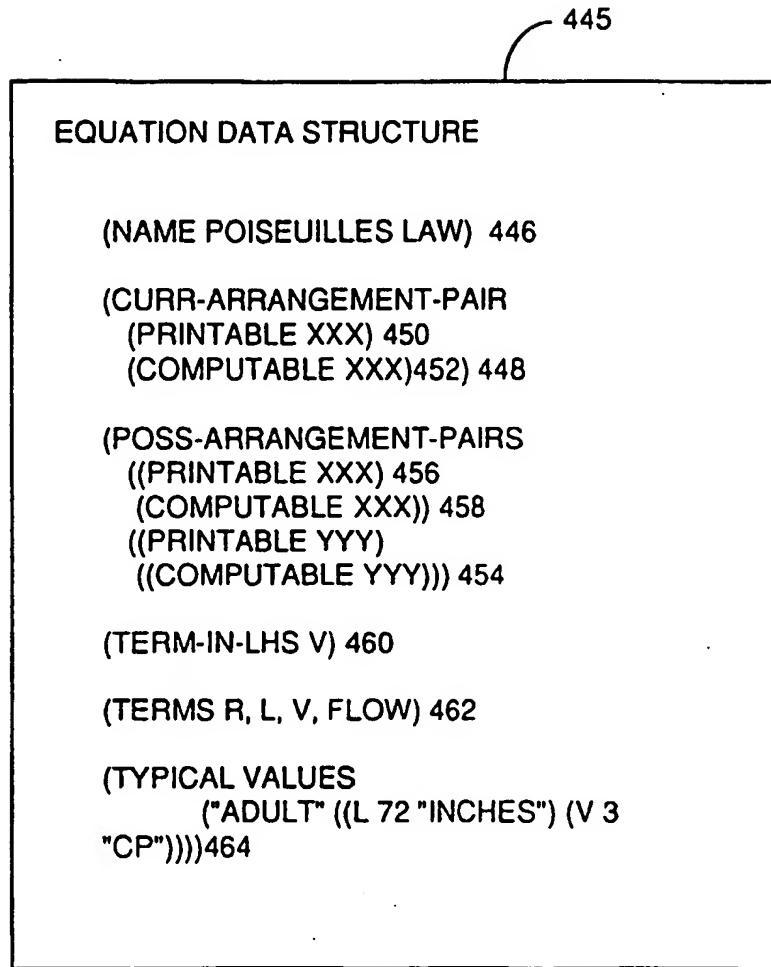 445
EQUATION DATA STRUCTURE
(NAME POISEUILLES LAW) 446
(CURR-ARRANGEMENT-PAIR
(PRINTABLE XXX) 450
(COMPUTABLE XXX)452) 448
(POSS-ARRANGEMENT-PAIRS
((PRINTABLE XXX) 456
(COMPUTABLE XXX)) 458
((PRINTABLE YYY)
((COMPUTABLE YYY))) 454
(TERM-IN-LHS V) 460
(TERMS R, L, V, FLOW) 462
(TYPICAL VALUES
("ADULT" ((L 72 "INCHES") (V 3
"CP"))))464